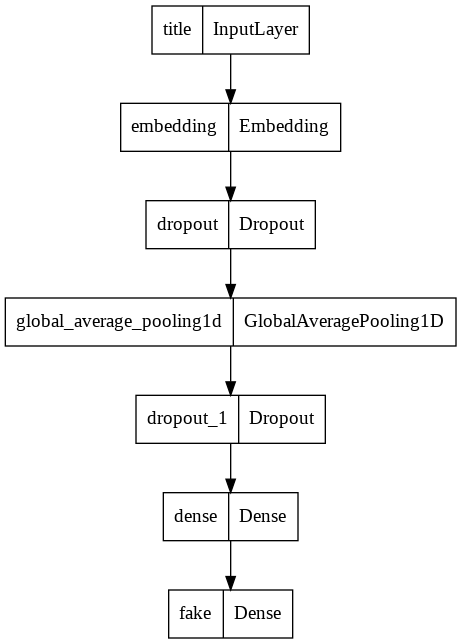 title InputLayer
embedding Embedding
dropout Dropout
global_average_pooling1d GlobalAveragePooling1D
dropout_1 Dropout
dense Dense
fake Dense